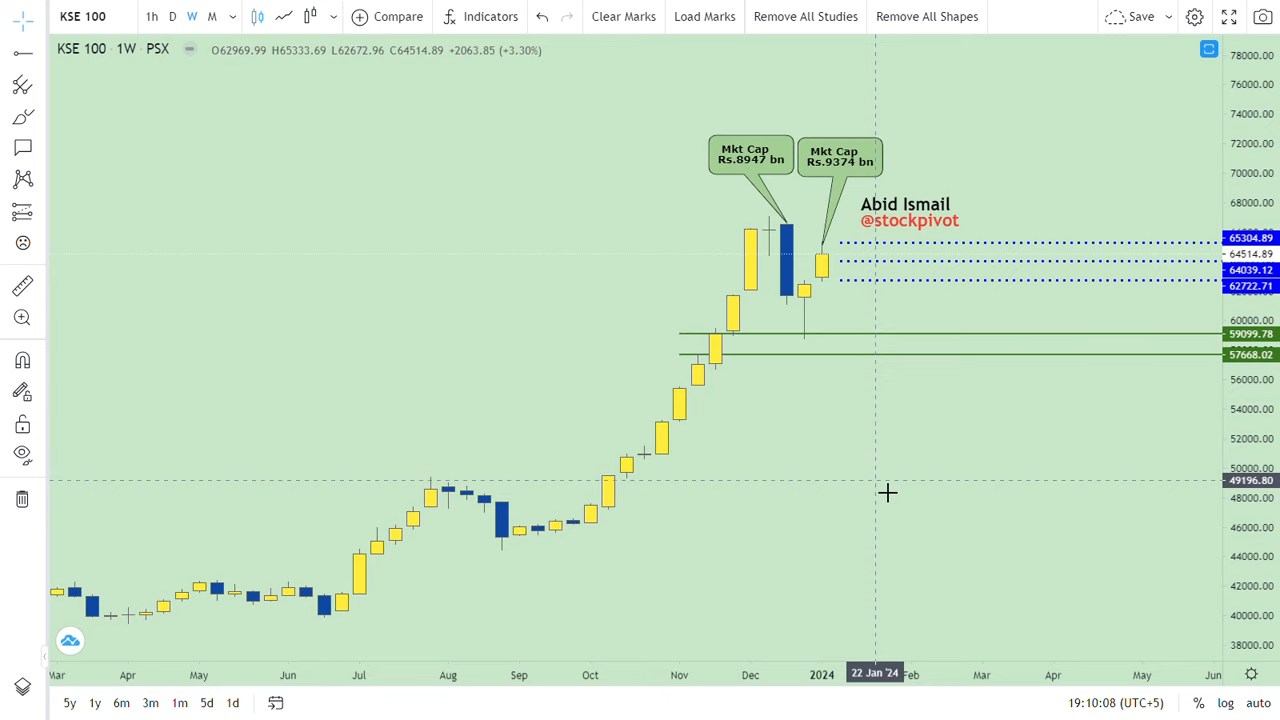 KSE 100 1h D W M Compare Indicators Clear Marks Load Marks Remove All Studies Remove All Shapes Save
KSE 100 · 1W · PSX O62969.99 H65333.69 L62672.96 C64514.89 +2063.85 (+3.30%)
78000.00
76000.00
74000.00
72000.00
70000.00
68000.00
Mkt Cap
Rs.8947 bn
Mkt Cap
Rs.9374 bn
Abid Ismail
@stockpivot
65304.89
64514.89
64039.12
62722.71
60000.00
59099.78
57668.02
56000.00
54000.00
52000.00
50000.00
49196.80
48000.00
46000.00
44000.00
42000.00
40000.00
38000.00
Mar Apr May Jun Jul Aug Sep Oct Nov Dec 2024 22 Jan '24 Feb Mar Apr May Jun
5y 1y 6m 3m 1m 5d 1d 19:10:08 (UTC+5) % log auto